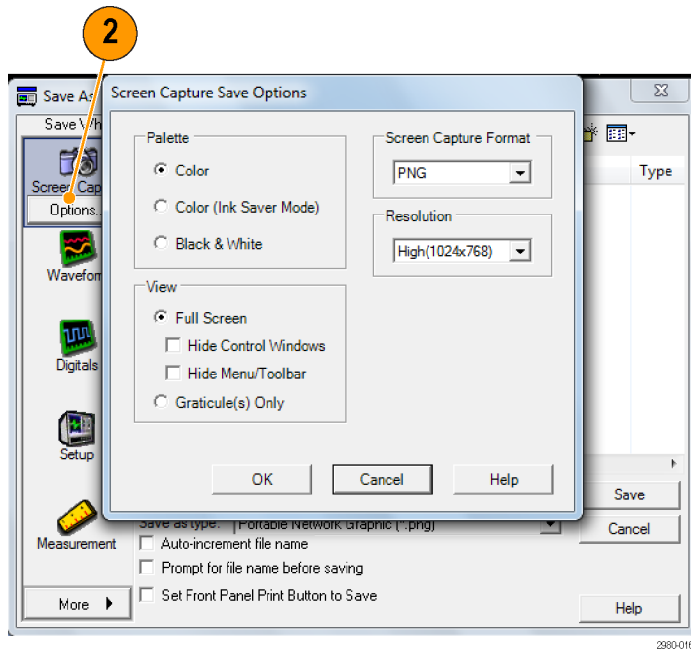 2
Save As
Screen Capture Save Options
Save Wh
Palette
Color
Color (Ink Saver Mode)
Black & White
Screen Capture Format
PNG
Resolution
High(1024x768)
View
Full Screen
Hide Control Windows
Hide Menu/Toolbar
Graticule(s) Only
OK
Cancel
Help
Type
Screen Cap
Options..
Waveform
Digitals
Setup
Measurement
More
Save as type: Portable Network Graphic (*.png)
Auto-increment file name
Prompt for file name before saving
Set Front Panel Print Button to Save
Save
Cancel
Help
2980-016